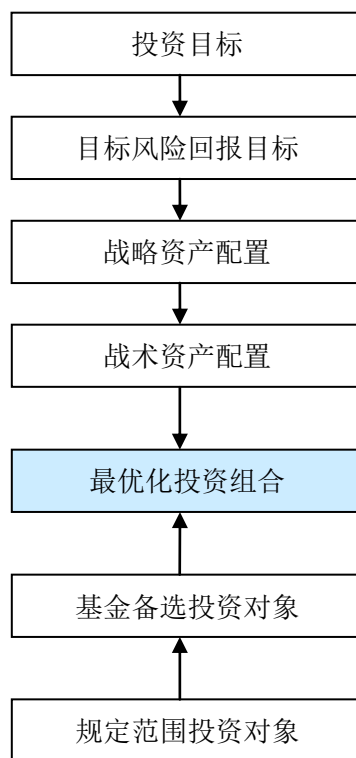 投资目标
目标风险回报目标
战略资产配置
战术资产配置
最优化投资组合
基金备选投资对象
规定范围投资对象